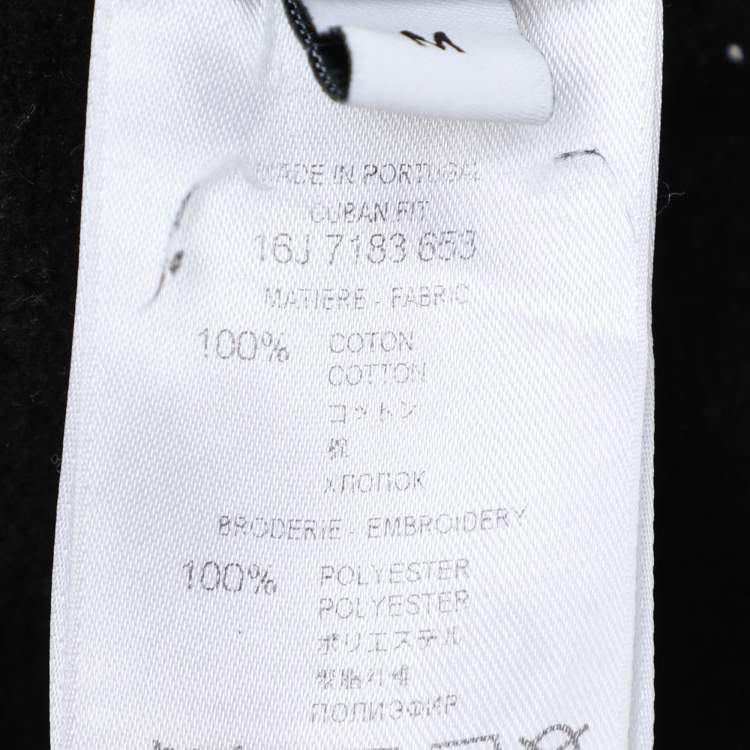 M
MADE IN PORTUGAL
CUBAN FIT
16J 7183 653
MATIERE - FABRIC
100% COTON
COTTON
コットン
棉
ХЛОПОК
BRODERIE - EMBROIDERY
100% POLYESTER
POLYESTER
ポリエステル
ПОЛИЭФИР